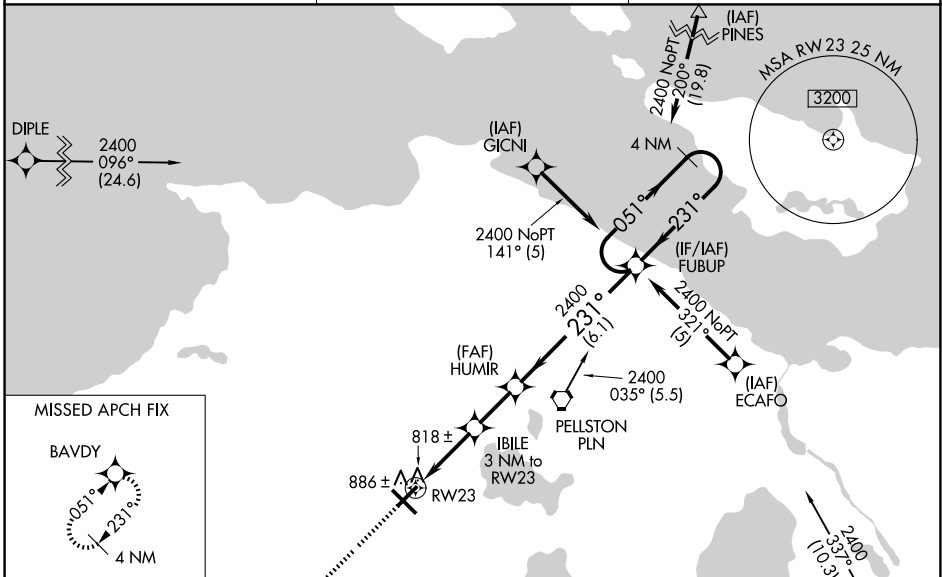 (IAF)
PINES
2400 NoPT
200°
(19.8)
MSA RW23 25 NM
3200
DIPLE
2400
096°
(24.6)
(IAF)
GICNI
4 NM
2400 NoPT
141° (5)
051°
231°
(IF/IAF)
FUBUP
2400
231°
(6.1)
2400 NoPT
321°
(5)
(IAF)
ECAFO
(FAF)
HUMIR
2400
035° (5.5)
PELLSTON
PLN
818 ±
IBILE
3 NM to
RW23
886 ±
RW23
MISSED APCH FIX
BAVDY
051°
231°
4 NM
2400
337°
(10.3)